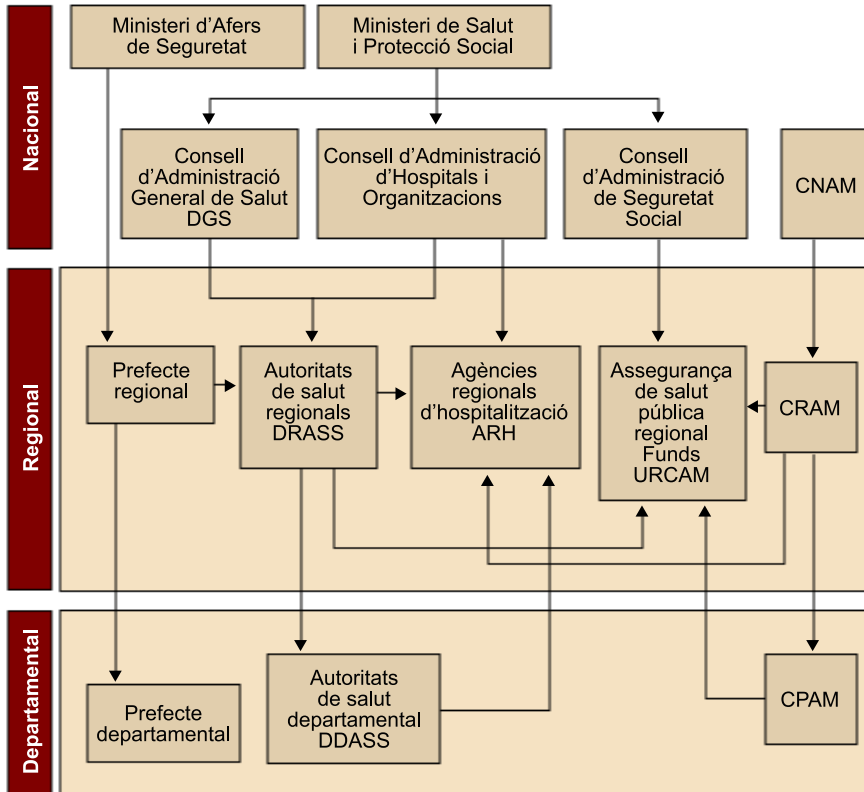 Nacional
Ministeri d'Afers
de Seguretat
Ministeri de Salut
i Protecció Social
Consell
d'Administració
General de Salut
DGS
Consell d'Administració
d'Hospitals i
Organitzacions
Consell
d'Administració
de Seguretat
Social
CNAM
Regional
Prefecte
regional
Autoritats
de salut
regionals
DRASS
Agències
regionals
d'hospitalització
ARH
Assegurança
de salut
pública
regional
Funds
URCAM
CRAM
Departamental
Prefecte
departamental
Autoritats
de salut
departamental
DDASS
CPAM